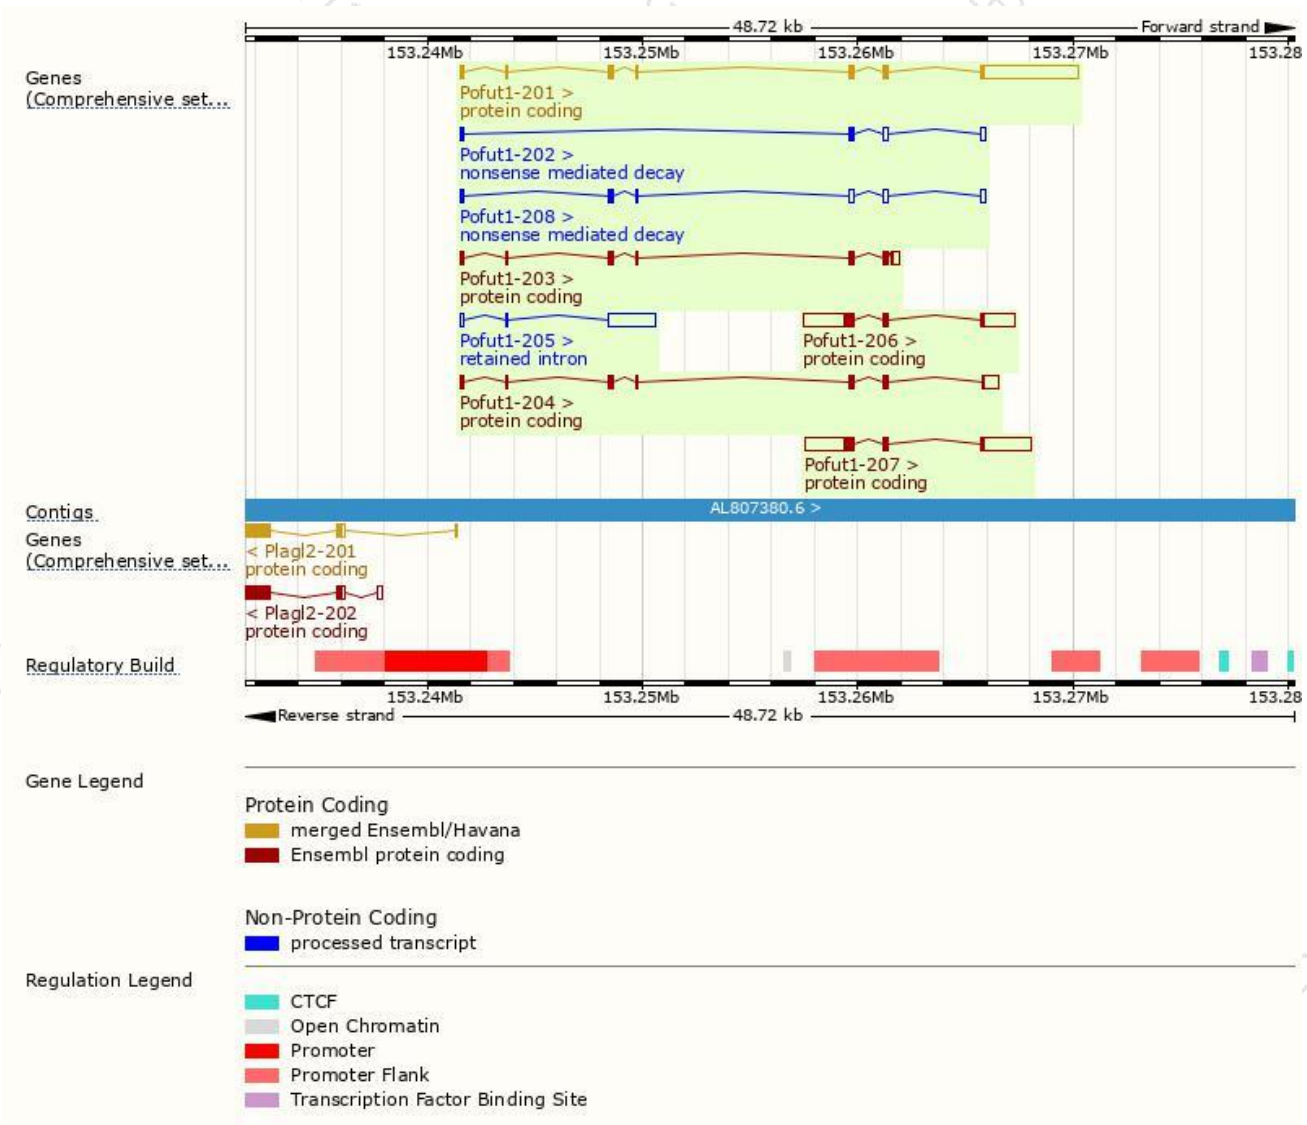 48.72 kb
Forward strand
153.24Mb 153.25Mb 153.26Mb 153.27Mb 153.28
Genes
(Comprehensive set...
Pofut1-201 >
protein coding
Pofut1-202 >
nonsense mediated decay
Pofut1-208 >
nonsense mediated decay
Pofut1-203 >
protein coding
Pofut1-205 >
retained intron
Pofut1-206 >
protein coding
Pofut1-204 >
protein coding
Pofut1-207 >
protein coding
Contigs
AL807380.6 >
Genes
(Comprehensive set...
< Plagl2-201
protein coding
< Plagl2-202
protein coding
Regulatory Build
153.24Mb 153.25Mb 153.26Mb 153.27Mb 153.28
Reverse strand
48.72 kb
Gene Legend
Protein Coding
merged Ensembl/Havana
Ensembl protein coding
Non-Protein Coding
processed transcript
Regulation Legend
CTCF
Open Chromatin
Promoter
Promoter Flank
Transcription Factor Binding Site